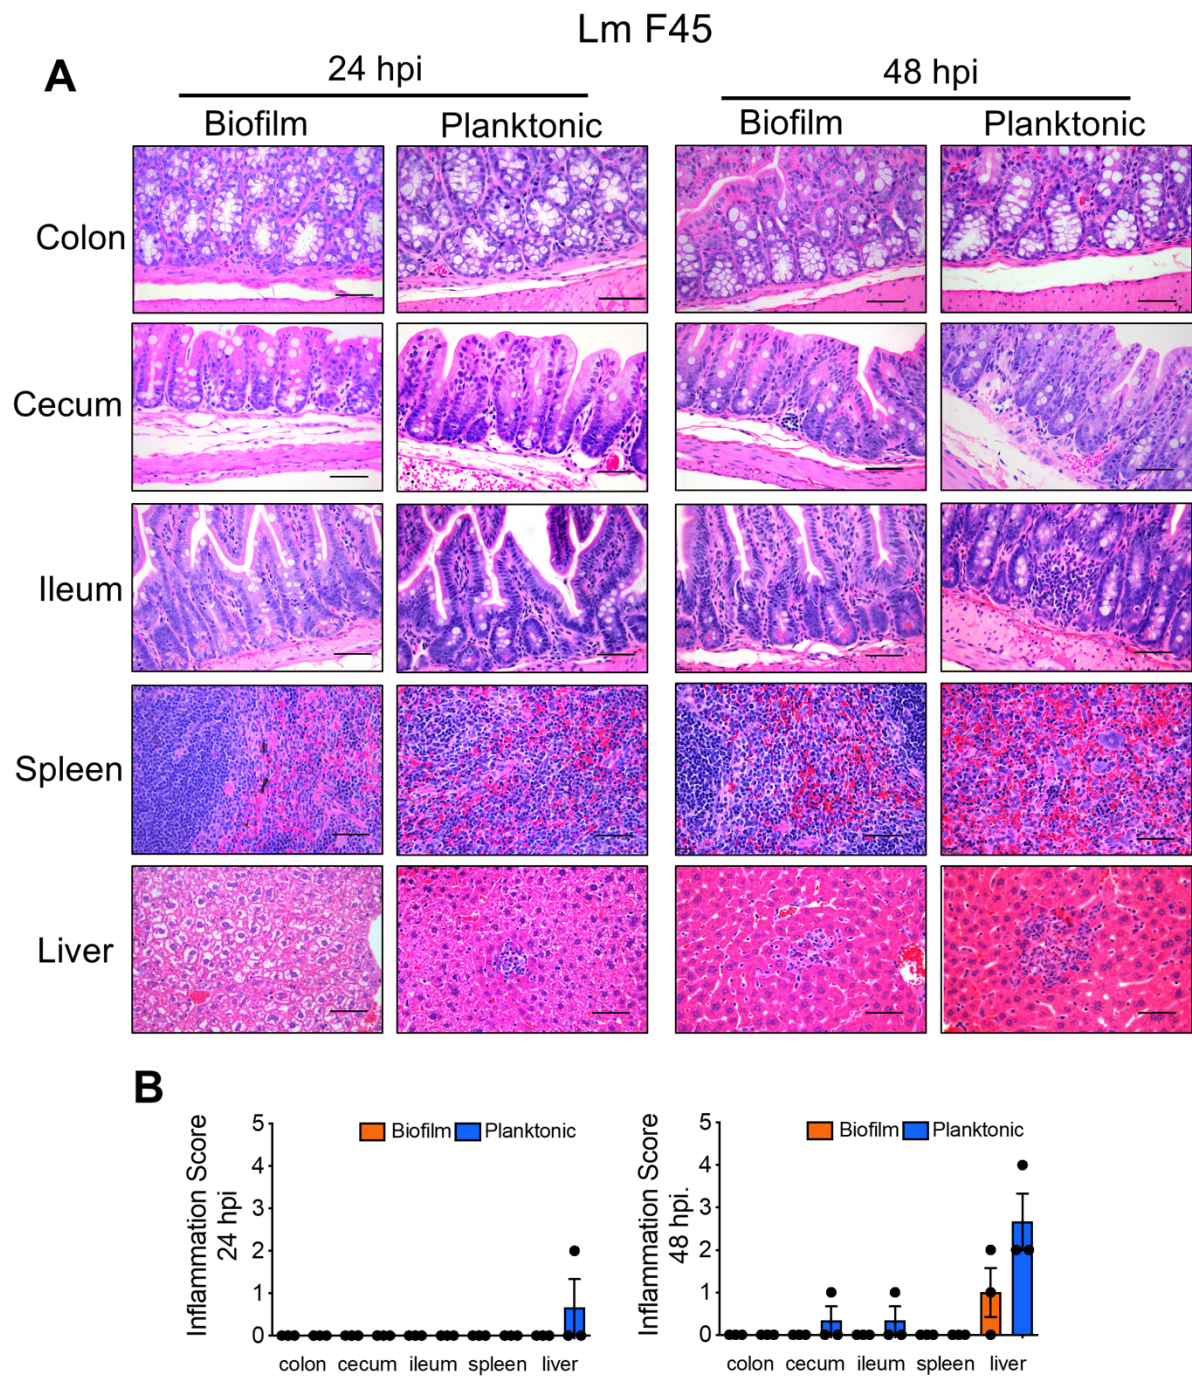 Lm F45
A
24 hpi
48 hpi
Biofilm
Planktonic
Biofilm
Planktonic
Colon
Cecum
Ileum
Spleen
Liver
B
Inflammation Score
24 hpi
5
4
3
2
1
0
Biofilm
Planktonic
colon cecum ileum spleen liver
Inflammation Score
48 hpi.
5
4
3
2
1
0
Biofilm
Planktonic
colon cecum ileum spleen liver